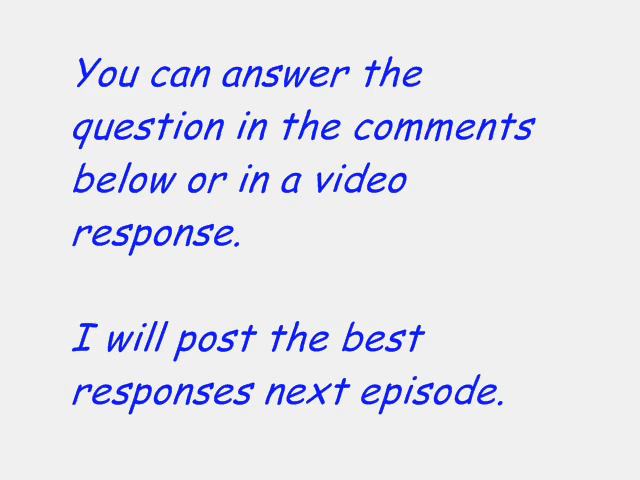 You can answer the
question in the comments
below or in a video
response.
I will post the best
responses next episode.